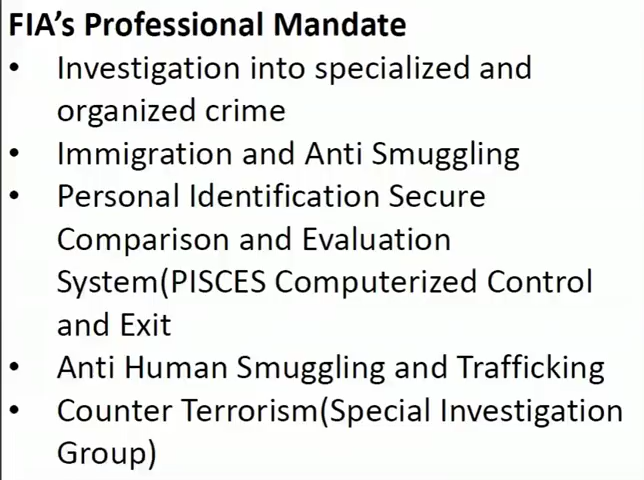 FIA's Professional Mandate
• Investigation into specialized and
organized crime
• Immigration and Anti Smuggling
• Personal Identification Secure
Comparison and Evaluation
System(PISCES Computerized Control
and Exit
• Anti Human Smuggling and Trafficking
• Counter Terrorism(Special Investigation
Group)